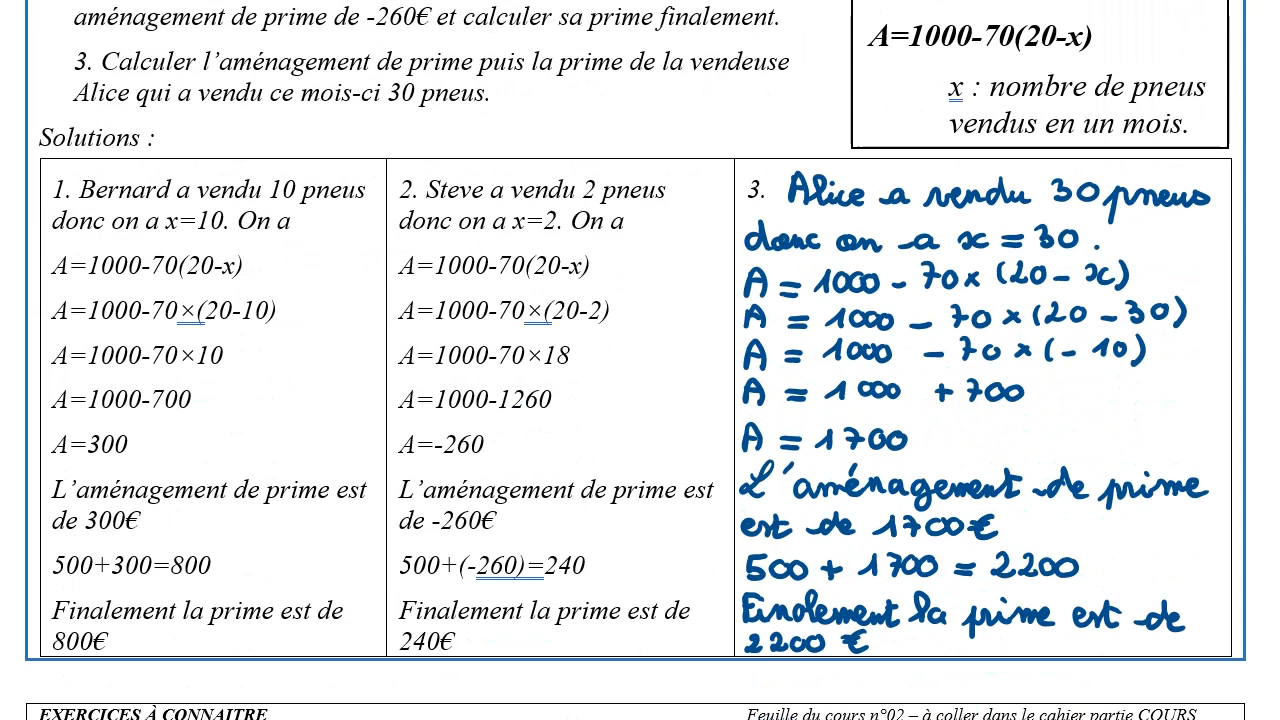 aménagement de prime de -260€ et calculer sa prime finalement.
3. Calculer l’aménagement de prime puis la prime de la vendeuse
Alice qui a vendu ce mois-ci 30 pneus.
A=1000-70(20-x)
x : nombre de pneus
vendus en un mois.
Solutions :
1. Bernard a vendu 10 pneus
donc on a x=10. On a
A=1000-70(20-x)
A=1000-70×(20-10)
A=1000-70×10
A=1000-700
A=300
L’aménagement de prime est
de 300€
500+300=800
Finalement la prime est de
800€
2. Steve a vendu 2 pneus
donc on a x=2. On a
A=1000-70(20-x)
A=1000-70×(20-2)
A=1000-70×18
A=1000-1260
A=-260
L’aménagement de prime est
de -260€
500+(-260)=240
Finalement la prime est de
240€
3. Alice a vendu 30 pneus
donc on a x = 30.
A = 1000 - 70 × (20 - x)
A = 1000 - 70 × (20 - 30)
A = 1000 - 70 × (- 10)
A = 1000 + 700
A = 1700
L'aménagement de prime
est de 1700€
500 + 1700 = 2200
Finalement la prime est de
2200 €
EXERCICES À CONNAITRE
Feuille du cours n°02 – à coller dans le cahier partie COURS